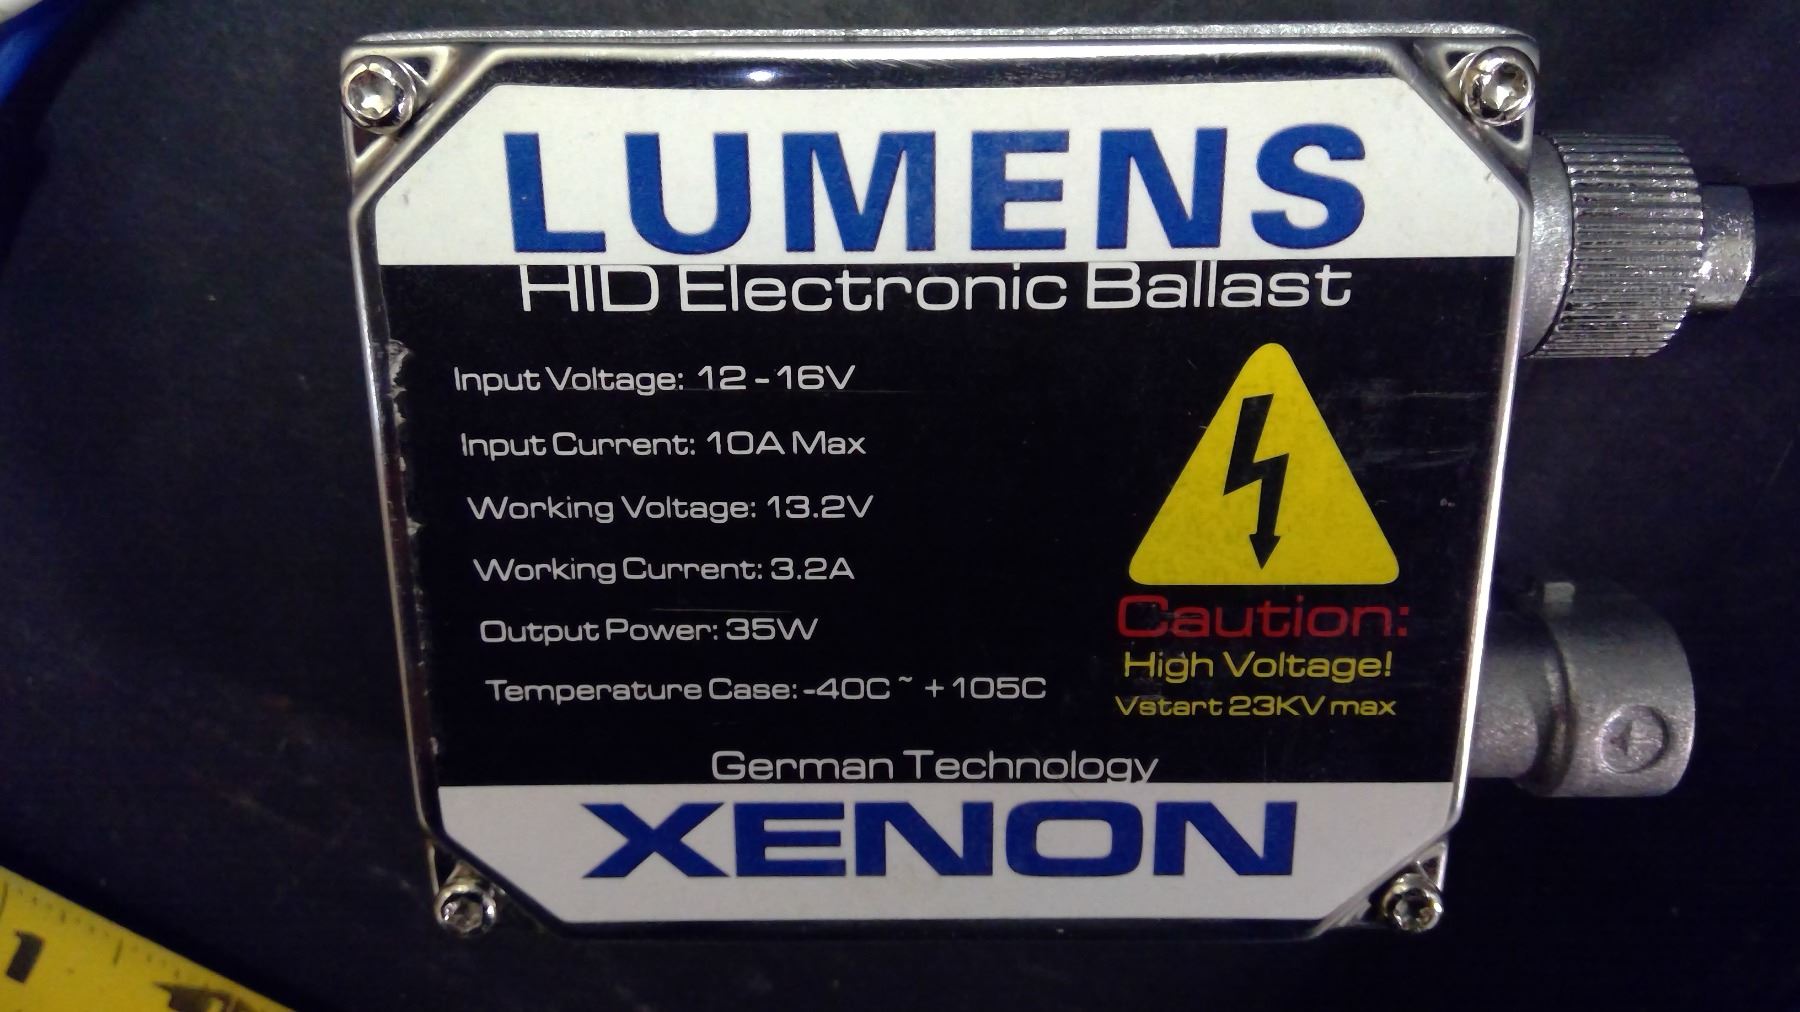 LUMENS
HID Electronic Ballast
Input Voltage: 12-16V
Input Current: 10A Max
Working Voltage: 13.2V
Working Current: 3.2A
Output Power: 35W
Temperature Case: -40C ~ +105C
Caution:
High Voltage!
Vstart 23KV max
German Technology
XENON
1